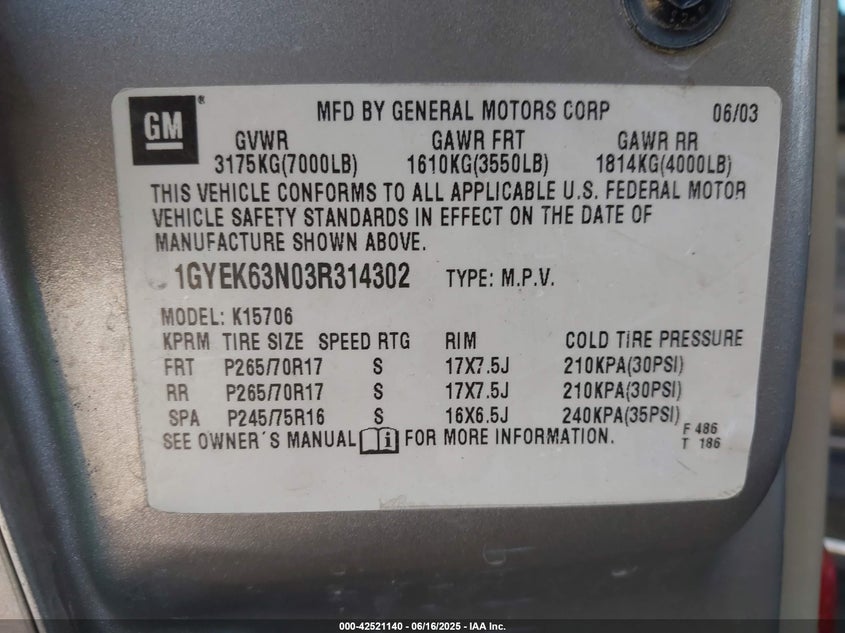 GM ®
MFD BY GENERAL MOTORS CORP 06/03
GVWR GAWR FRT GAWR RR
3175KG(7000LB) 1610KG(3550LB) 1814KG(4000LB)
THIS VEHICLE CONFORMS TO ALL APPLICABLE U.S. FEDERAL MOTOR
VEHICLE SAFETY STANDARDS IN EFFECT ON THE DATE OF
MANUFACTURE SHOWN ABOVE.
1GYEK63N03R314302 TYPE: M.P.V.
MODEL: K15706
KPRM TIRE SIZE SPEED RTG RIM COLD TIRE PRESSURE
FRT P265/70R17 S 17X7.5J 210KPA(30PSI)
RR P265/70R17 S 17X7.5J 210KPA(30PSI)
SPA P245/75R16 S 16X6.5J 240KPA(35PSI)
SEE OWNER´S MANUAL FOR MORE INFORMATION.
F 486
T 186
000-42521140 - 06/16/2025 - IAA Inc.